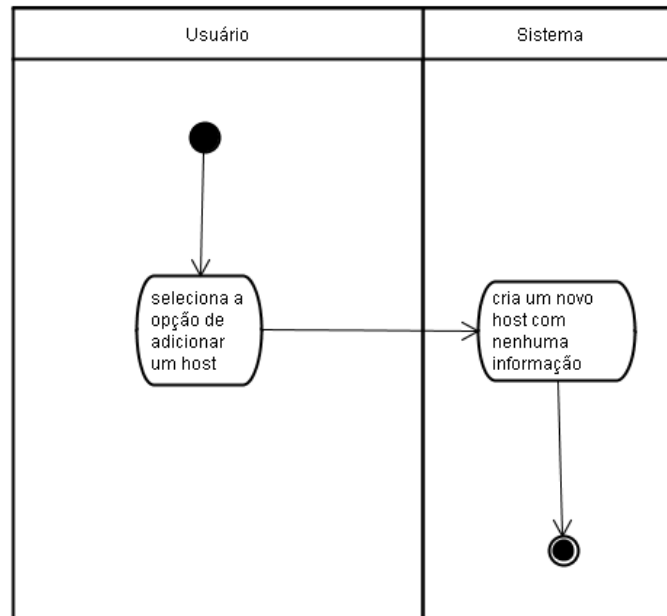 Usuário
Sistema
seleciona a
opção de
adicionar
um host
cria um novo
host com
nenhuma
informação